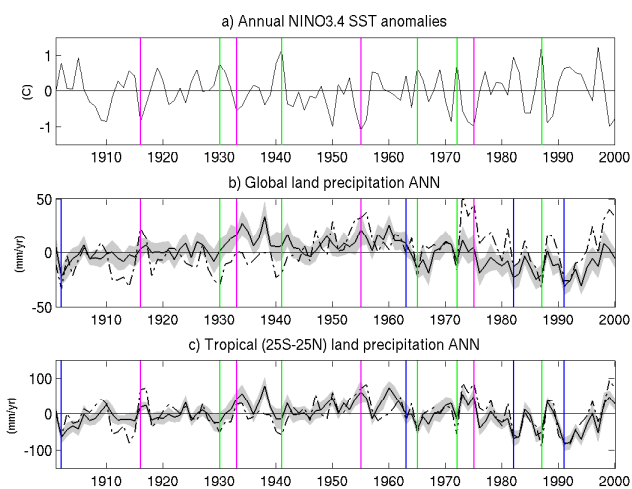 a) Annual NINO3.4 SST anomalies
(C)
1
0
-1
1910 1920 1930 1940 1950 1960 1970 1980 1990 2000
b) Global land precipitation ANN
(mm/yr)
50
0
-50
1910 1920 1930 1940 1950 1960 1970 1980 1990 2000
c) Tropical (25S-25N) land precipitation ANN
(mm/yr)
100
0
-100
1910 1920 1930 1940 1950 1960 1970 1980 1990 2000